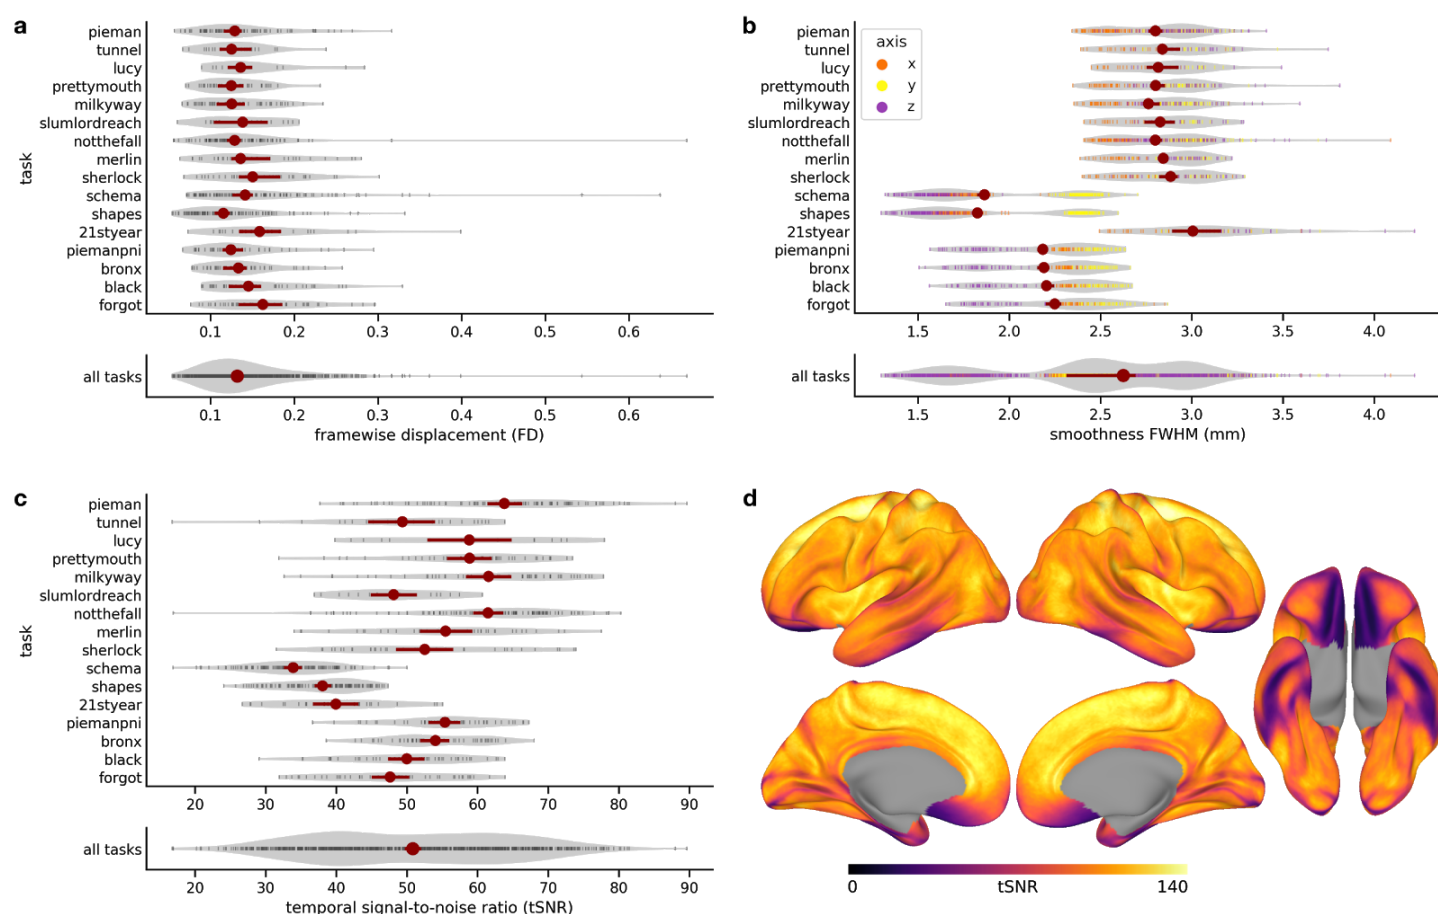 a
pieman
tunnel
lucy
prettymouth
milkyway
slumlordreach
notthefall
merlin
sherlock
schema
shapes
21styear
piemanpni
bronx
black
forgot
task
0.1 0.2 0.3 0.4 0.5 0.6
all tasks
0.1 0.2 0.3 0.4 0.5 0.6
framewise displacement (FD)
b
axis
x
y
z
pieman
tunnel
lucy
prettymouth
milkyway
slumlordreach
notthefall
merlin
sherlock
schema
shapes
21styear
piemanpni
bronx
black
forgot
1.5 2.0 2.5 3.0 3.5 4.0
all tasks
1.5 2.0 2.5 3.0 3.5 4.0
smoothness FWHM (mm)
c
pieman
tunnel
lucy
prettymouth
milkyway
slumlordreach
notthefall
merlin
sherlock
schema
shapes
21styear
piemanpni
bronx
black
forgot
task
20 30 40 50 60 70 80 90
all tasks
20 30 40 50 60 70 80 90
temporal signal-to-noise ratio (tSNR)
d
0 tSNR 140